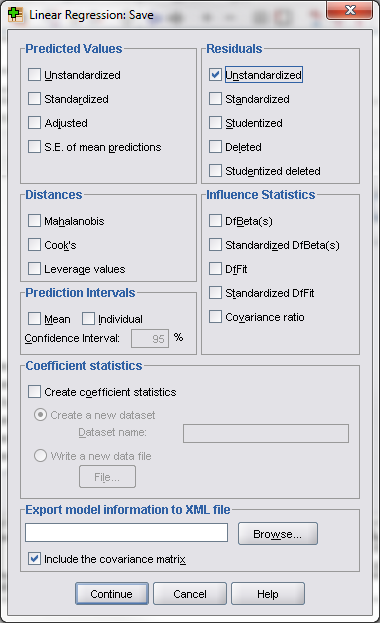 Linear Regression: Save
Predicted Values
Unstandardized
Standardized
Adjusted
S.E. of mean predictions
Residuals
Unstandardized
Standardized
Studentized
Deleted
Studentized deleted
Distances
Mahalanobis
Cook's
Leverage values
Influence Statistics
DfBeta(s)
Standardized DfBeta(s)
DfFit
Standardized DfFit
Covariance ratio
Prediction Intervals
Mean Individual
Confidence Interval: 95 %
Coefficient statistics
Create coefficient statistics
Create a new dataset
Dataset name:
Write a new data file
File...
Export model information to XML file
Browse...
Include the covariance matrix
Continue Cancel Help